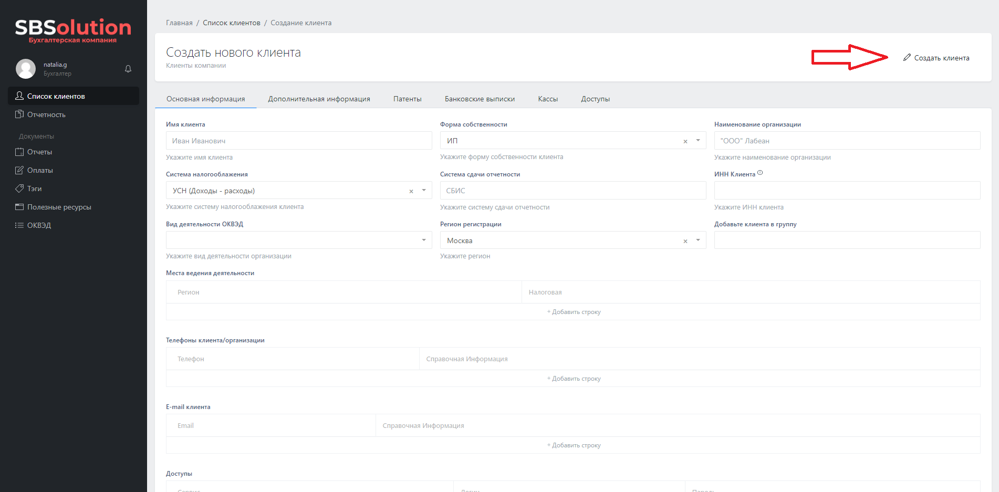 SBSolution
Бухгалтерская компания
natalia.g
Бухгалтер
Список клиентов
Отчетность
Документы
Отчеты
Оплаты
Тэги
Полезные ресурсы
ОКВЭД
Главная / Список клиентов / Создание клиента
Создать нового клиента
Клиенты компании
Создать клиента
Основная информация Дополнительная информация Патенты Банковские выписки Кассы Доступы
Имя клиента Форма собственности Наименование организации
Иван Иванович ИП × "ООО" Лабеан
Укажите имя клиента Укажите форму собственности клиента Укажите наименование организации
Система налогооблажения Система сдачи отчетности ИНН Клиента
УСН (Доходы - расходы) × СБИС
Укажите систему налогооблажения клиента Укажите систему сдачи отчетности Укажите ИНН клиента
Вид деятельности ОКВЭД Регион регистрации Добавьте клиента в группу
Москва ×
Укажите вид деятельности организации Укажите регион
Места ведения деятельности
Регион Налоговая
+ Добавить строку
Телефоны клиента/организации
Телефон Справочная Информация
+ Добавить строку
E-mail клиента
Email Справочная Информация
+ Добавить строку
Доступы
Сервис Логин Пароль